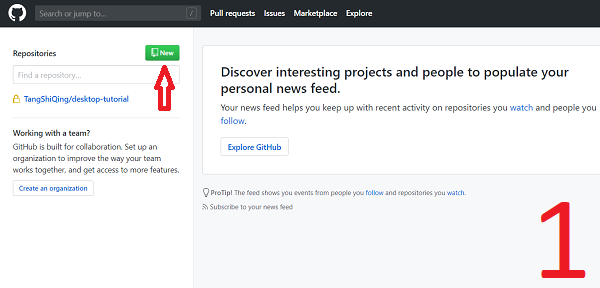 Search or jump to...
/
Pull requests Issues Marketplace Explore
Repositories
New
Find a repository...
TangShiQing/desktop-tutorial
Working with a team?
GitHub is built for collaboration. Set up an
organization to improve the way your team
works together, and get access to more features.
Create an organization
Discover interesting projects and people to populate your
personal news feed.
Your news feed helps you keep up with recent activity on repositories you watch and people you
follow.
Explore GitHub
ProTip! The feed shows you events from people you follow and repositories you watch.
Subscribe to your news feed
1